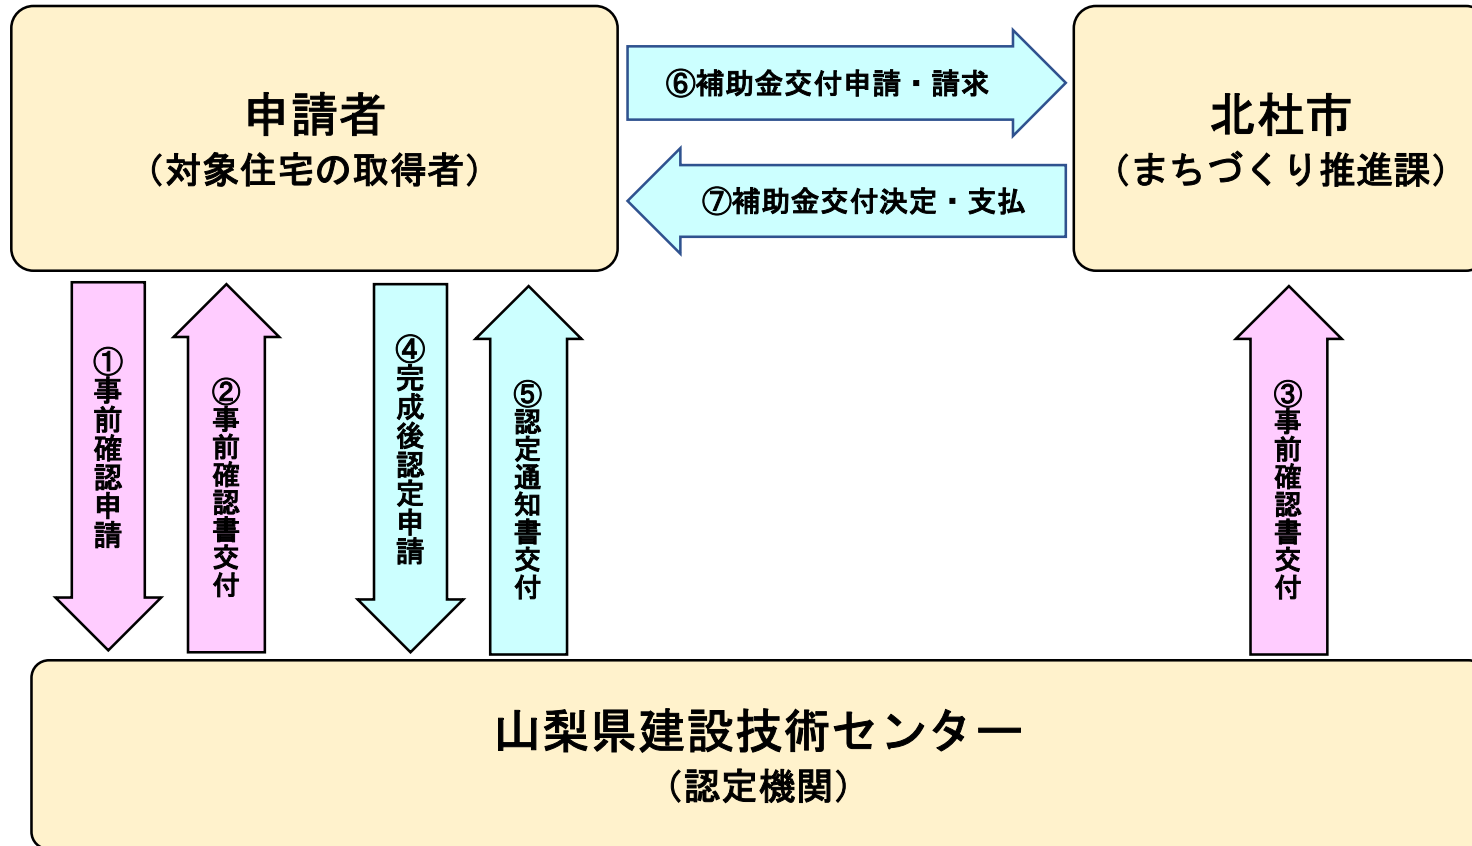 申請者
（対象住宅の取得者）
⑥補助金交付申請・請求
⑦補助金交付決定・支払
北杜市
（まちづくり推進課）
①事前確認申請
②事前確認書交付
④完成後認定申請
⑤認定通知書交付
③事前確認書交付
山梨県建設技術センター
（認定機関）